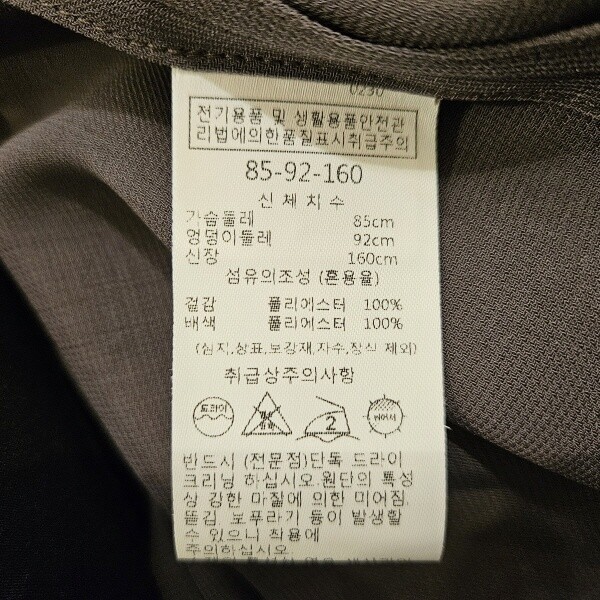 0230
전기용품 및 생활용품안전관
리법에의한품질표시취급주의
85-92-160
신체치수
가슴둘레 85cm
엉덩이둘레 92cm
신장 160cm
섬유의조성 (혼용율)
겉감 폴리에스터 100%
배색 폴리에스터 100%
(심지,상표,보강재,자수,장식 제외)
취급상주의사항
드라이 2 뉘어서
반드시 (전문점)단독 드라이
크리닝 하십시오.원단의 특성
상 강한 마찰에 의한 미어짐.
뜯김 보푸라기 등이 발생할
수 있으니 착용에
주의하십시오